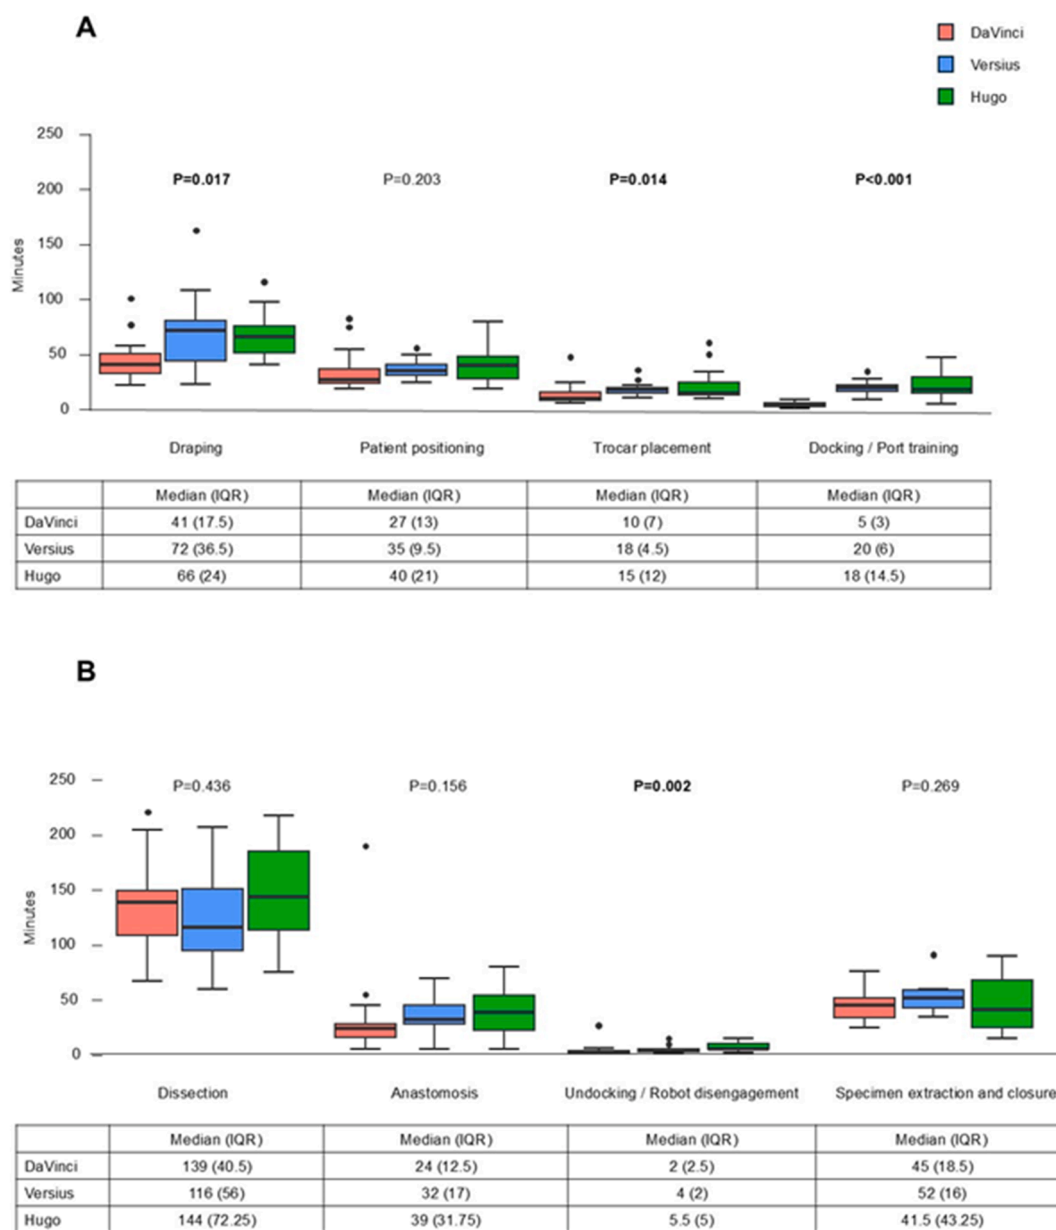 A
DaVinci
Versius
Hugo
250
200
150
100
50
0
Minutes
P=0.017 P=0.203 P=0.014 P<0.001
Draping Patient positioning Trocar placement Docking / Port training
Median (IQR) Median (IQR) Median (IQR) Median (IQR)
DaVinci 41 (17.5) 27 (13) 10 (7) 5 (3)
Versius 72 (36.5) 35 (9.5) 18 (4.5) 20 (6)
Hugo 66 (24) 40 (21) 15 (12) 18 (14.5)
B
250
200
150
100
50
0
Minutes
P=0.436 P=0.156 P=0.002 P=0.269
Dissection Anastomosis Undocking / Robot disengagement Specimen extraction and closure
Median (IQR) Median (IQR) Median (IQR) Median (IQR)
DaVinci 139 (40.5) 24 (12.5) 2 (2.5) 45 (18.5)
Versius 116 (56) 32 (17) 4 (2) 52 (16)
Hugo 144 (72.25) 39 (31.75) 5.5 (5) 41.5 (43.25)